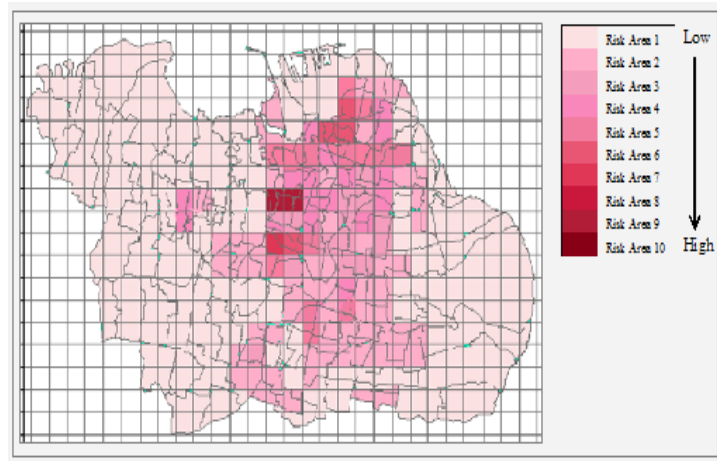 Risk Area 1
Low
Risk Area 2
Risk Area 3
Risk Area 4
Risk Area 5
Risk Area 6
Risk Area 7
Risk Area 8
Risk Area 9
Risk Area 10
High